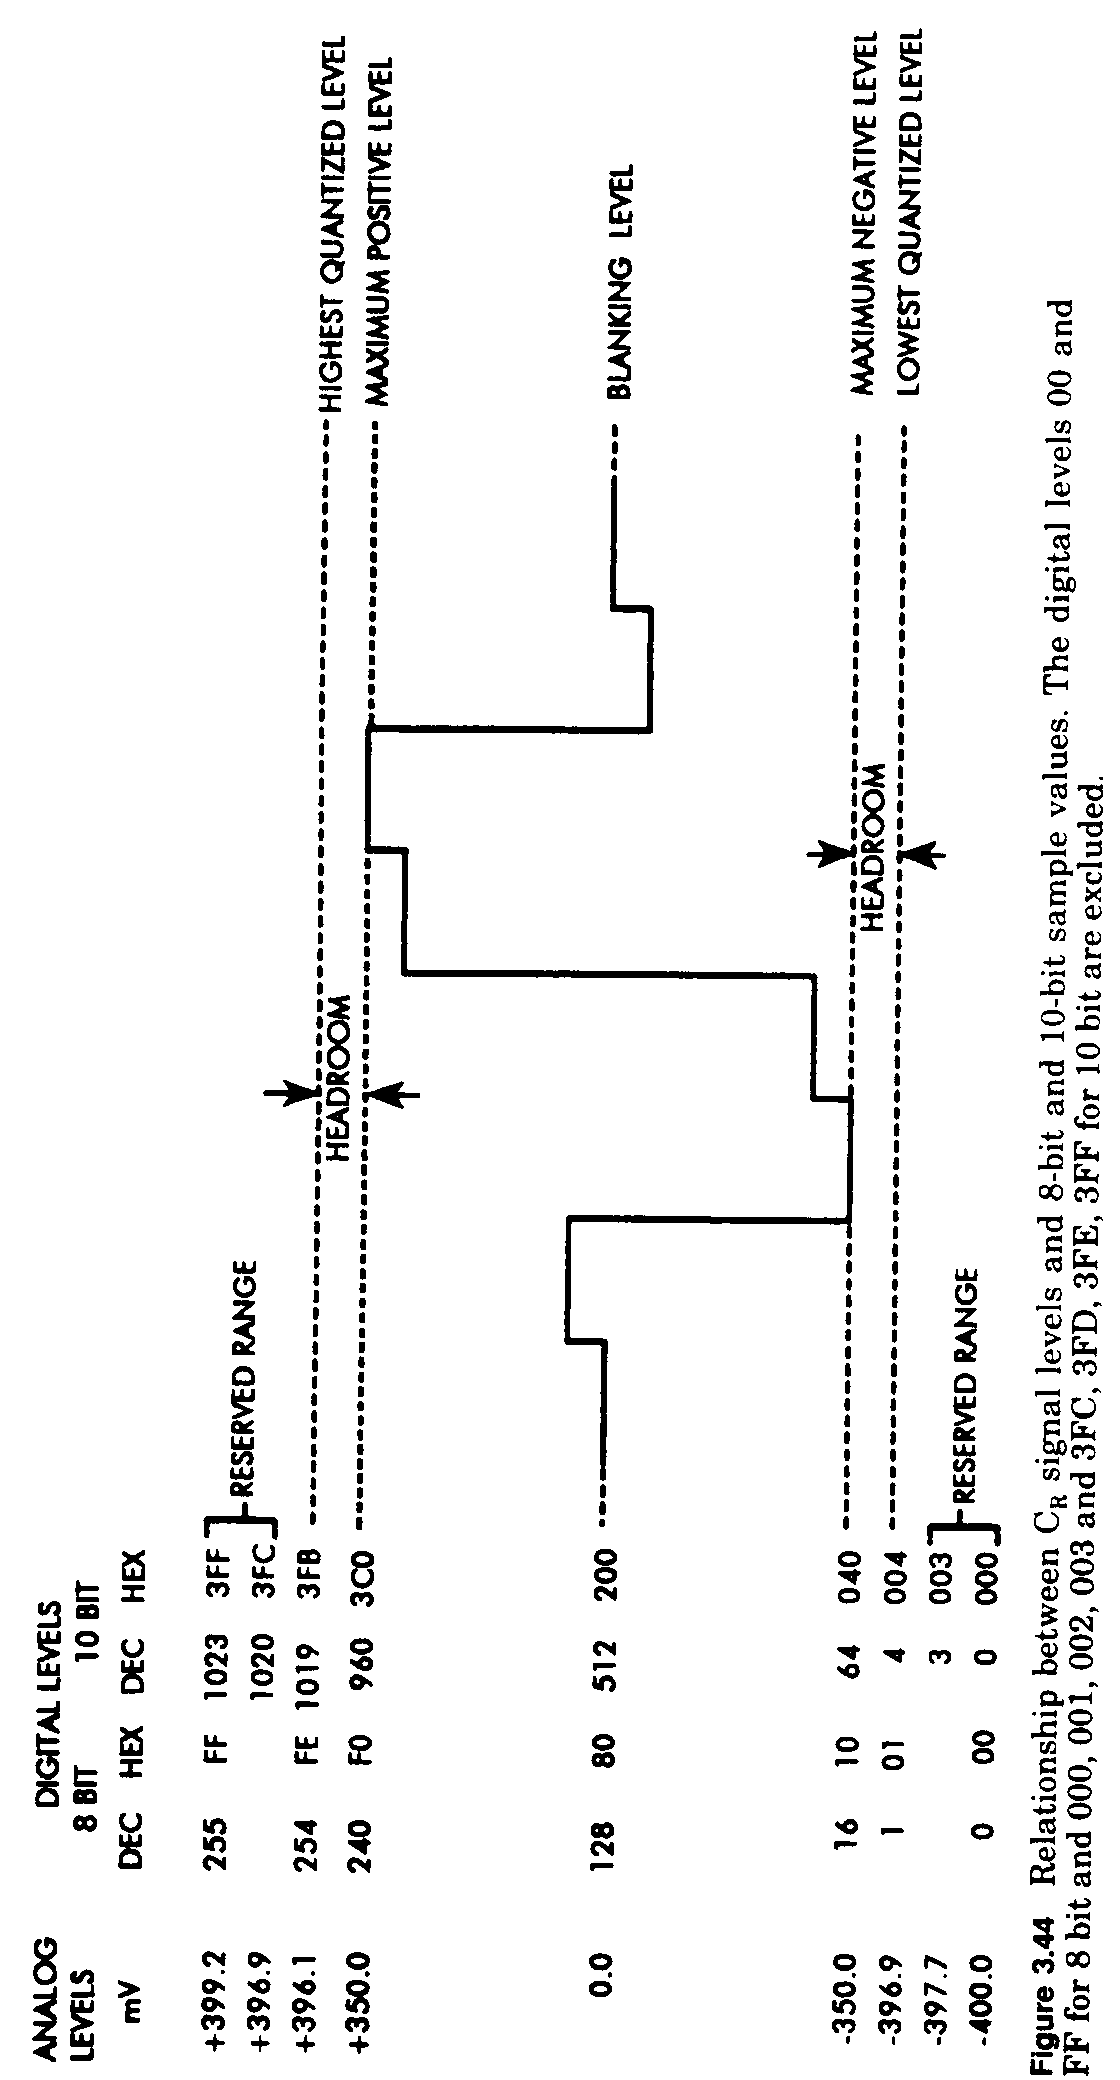 ANALOG DIGITAL LEVELS
LEVELS 8 BIT 10 BIT
mV DEC HEX DEC HEX
+399.2 255 FF 1023 3FF
+396.9 1020 3FC
RESERVED RANGE
+396.1 254 FE 1019 3FB
HIGHEST QUANTIZED LEVEL
HEADROOM
+350.0 240 F0 960 3C0
MAXIMUM POSITIVE LEVEL
0.0 128 80 512 200
BLANKING LEVEL
-350.0 16 10 64 040
MAXIMUM NEGATIVE LEVEL
HEADROOM
-396.9 1 01 4 004
LOWEST QUANTIZED LEVEL
-397.7 3 003
RESERVED RANGE
-400.0 0 00 0 000
Figure 3.44 Relationship between CR signal levels and 8-bit and 10-bit sample values. The digital levels 00 and
FF for 8 bit and 000, 001, 002, 003 and 3FC, 3FD, 3FE, 3FF for 10 bit are excluded.